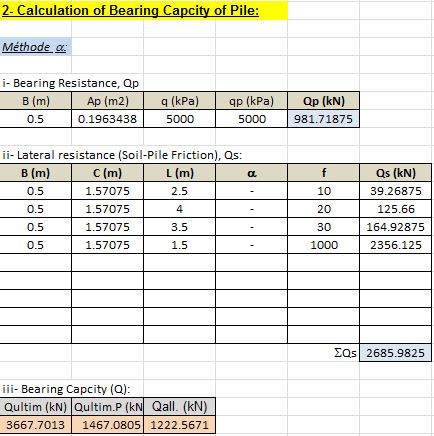 2- Calculation of Bearing Capcity of Pile:
Méthode α:
i- Bearing Resistance, Qp
B (m) Ap (m2) q (kPa) qp (kPa) Qp (kN)
0.5 0.1963438 5000 5000 981.71875
ii- Lateral resistance (Soil-Pile Friction), Qs:
B (m) C (m) L (m) α f Qs (kN)
0.5 1.57075 2.5 - 10 39.26875
0.5 1.57075 4 - 20 125.66
0.5 1.57075 3.5 - 30 164.92875
0.5 1.57075 1.5 - 1000 2356.125
ΣQs 2685.9825
iii- Bearing Capcity (Q):
Qultim (kN) Qultim.P (kN Qall. (kN)
3667.7013 1467.0805 1222.5671